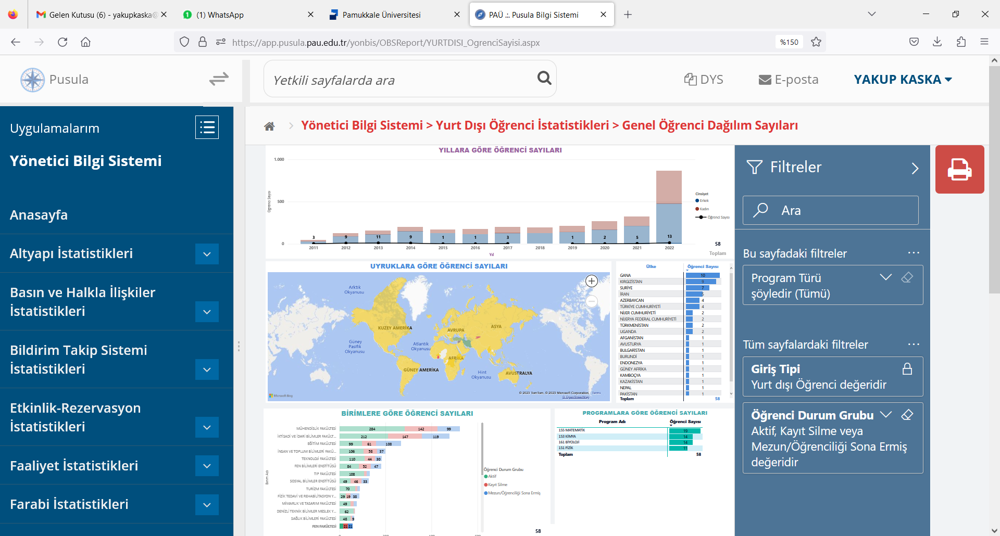 Gelen Kutusu (6) - yakupkaska@
(1) WhatsApp
Pamukkale Üniversitesi
PAÜ .:. Pusula Bilgi Sistemi
https://app.pusula.pau.edu.tr/yonbis/OBSReport/YURTDISI_OgrenciSayisi.aspx
%150
Pusula
Yetkili sayfalarda ara
DYS
E-posta
YAKUP KASKA
Uygulamalarım
Yönetici Bilgi Sistemi
Anasayfa
Altyapı İstatistikleri
Basın ve Halkla İlişkiler
İstatistikleri
Bildirim Takip Sistemi
İstatistikleri
Etkinlik-Rezervasyon
İstatistikleri
Faaliyet İstatistikleri
Farabi İstatistikleri
Yönetici Bilgi Sistemi > Yurt Dışı Öğrenci İstatistikleri > Genel Öğrenci Dağılım Sayıları
YILLARA GÖRE ÖĞRENCİ SAYILARI
1.000
500
0
Öğrenci Sayısı
3 9 11 9 1 1 3 1 2 5 13
2011 2012 2013 2014 2015 2016 2017 2018 2019 2020 2021 2022
Yıl
Cinsiyet
Erkek
Kadın
Öğrenci Sayısı
58
Toplam
UYRUKLARA GÖRE ÖĞRENCİ SAYILARI
Arktik
Okyanusu
KUZEY AMERİKA
AVRUPA
ASYA
Güney
Pasifik
Okyanusu
Atlantik
Okyanusu
AFRİKA
GÜNEY AMERİKA
Hint
Okyanusu
AVUSTRALYA
Microsoft Bing
© 2023 TomTom, © 2023 Microsoft Corporation, Terms
© OpenStreetMap
Ülke Öğrenci Sayısı
GANA 10
KIRGIZİSTAN 9
SURİYE 7
İRAN 5
AZERBAYCAN 4
TÜRKİYE CUMHURİYETİ 4
NİJER CUMHURİYETİ 2
NİJERYA FEDERAL CUMHURİYETİ 2
TÜRKMENİSTAN 2
UGANDA 2
AFGANİSTAN 1
AVUSTURYA 1
BULGARİSTAN 1
BURUNDİ 1
ENDONEZYA 1
GÜNEY AFRİKA 1
KAMBOÇYA 1
KAZAKİSTAN 1
NEPAL 1
PAKİSTAN 1
Toplam 58
BİRİMLERE GÖRE ÖĞRENCİ SAYILARI
Birim Adı
MÜHENDİSLİK FAKÜLTESİ 284 142 99
İKTİSADİ VE İDARİ BİLİMLER FAKÜLT... 212 147 119
EĞİTİM FAKÜLTESİ 99 61 108
İNSAN VE TOPLUM BİLİMLERİ FAKÜ... 106 58 37
TEKNOLOJİ FAKÜLTESİ 110 44 30
FEN BİLİMLERİ ENSTİTÜSÜ 84 52 47
TIP FAKÜLTESİ 108
SOSYAL BİLİMLER ENSTİTÜSÜ 49 46 33
TURİZM FAKÜLTESİ 70
FİZİK TEDAVİ VE REHABİLİTASYON Y... 29 19 38
MİMARLIK VE TASARIM FAKÜLTESİ 49
DENİZLİ TEKNİK BİLİMLER MESLEK Y... 62
SAĞLIK BİLİMLERİ FAKÜLTESİ 48 9
FEN FAKÜLTESİ 21 21
Öğrenci Durum Grubu
Aktif
Kayıt Silme
Mezun/Öğrenciliği Sona Ermiş
58
PROGRAMLARA GÖRE ÖĞRENCİ SAYILARI
Program Adı Öğrenci Sayısı
155 MATEMATİK 19
153 KİMYA 14
161 BİYOLOJİ 14
151 FİZİK 11
Toplam 58
Filtreler
Ara
Bu sayfadaki filtreler
Program Türü
şöyledir (Tümü)
Tüm sayfalardaki filtreler
Giriş Tipi
Yurt dışı Öğrenci değeridir
Öğrenci Durum Grubu
Aktif, Kayıt Silme veya
Mezun/Öğrenciliği Sona Ermiş
değeridir